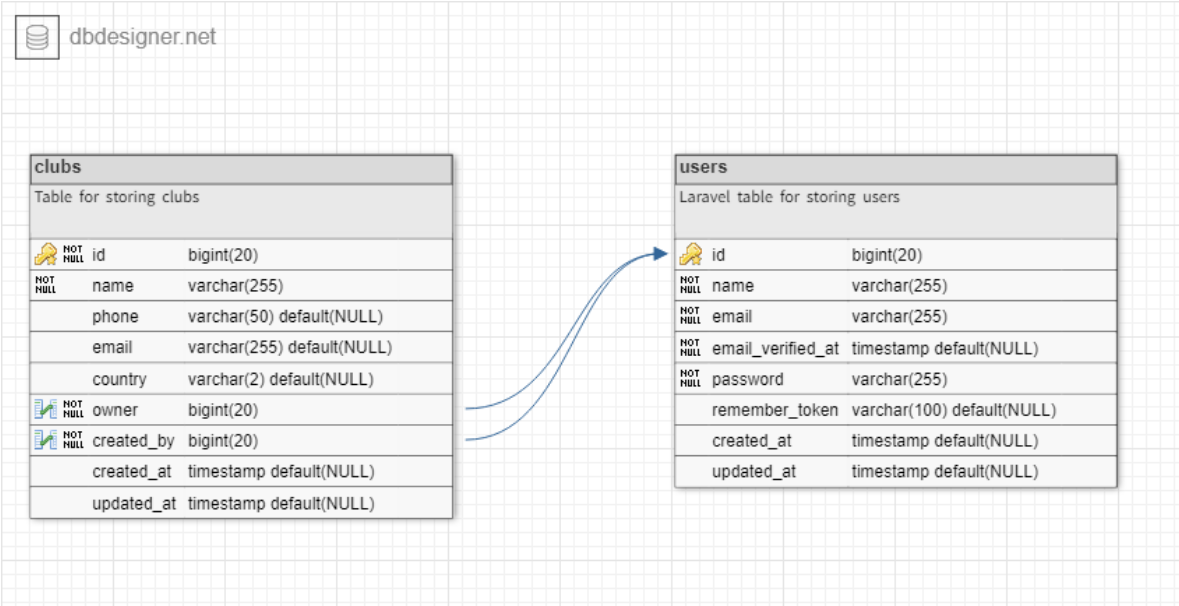 dbdesigner.net
clubs
Table for storing clubs
NOT NULL id bigint(20)
NOT NULL name varchar(255)
phone varchar(50) default(NULL)
email varchar(255) default(NULL)
country varchar(2) default(NULL)
NOT NULL owner bigint(20)
NOT NULL created_by bigint(20)
created_at timestamp default(NULL)
updated_at timestamp default(NULL)
users
Laravel table for storing users
id bigint(20)
NOT NULL name varchar(255)
NOT NULL email varchar(255)
NOT NULL email_verified_at timestamp default(NULL)
NOT NULL password varchar(255)
remember_token varchar(100) default(NULL)
created_at timestamp default(NULL)
updated_at timestamp default(NULL)